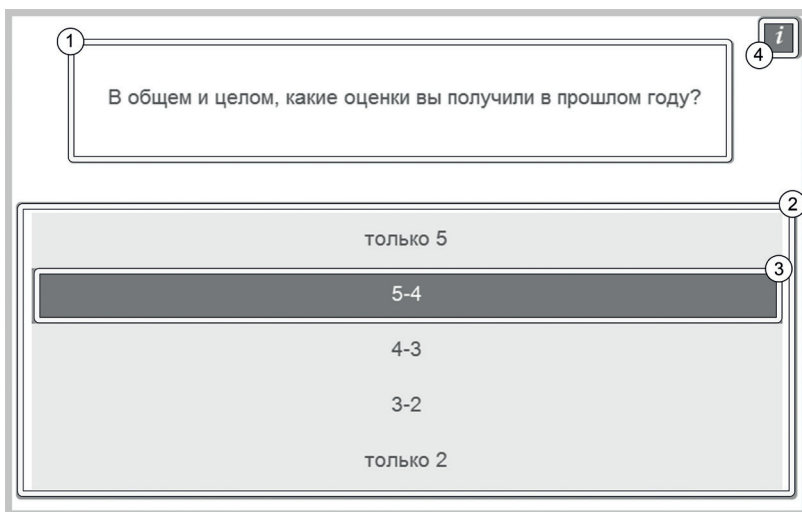 1
i
4
В общем и целом, какие оценки вы получили в прошлом году?
2
только 5
3
5-4
4-3
3-2
только 2